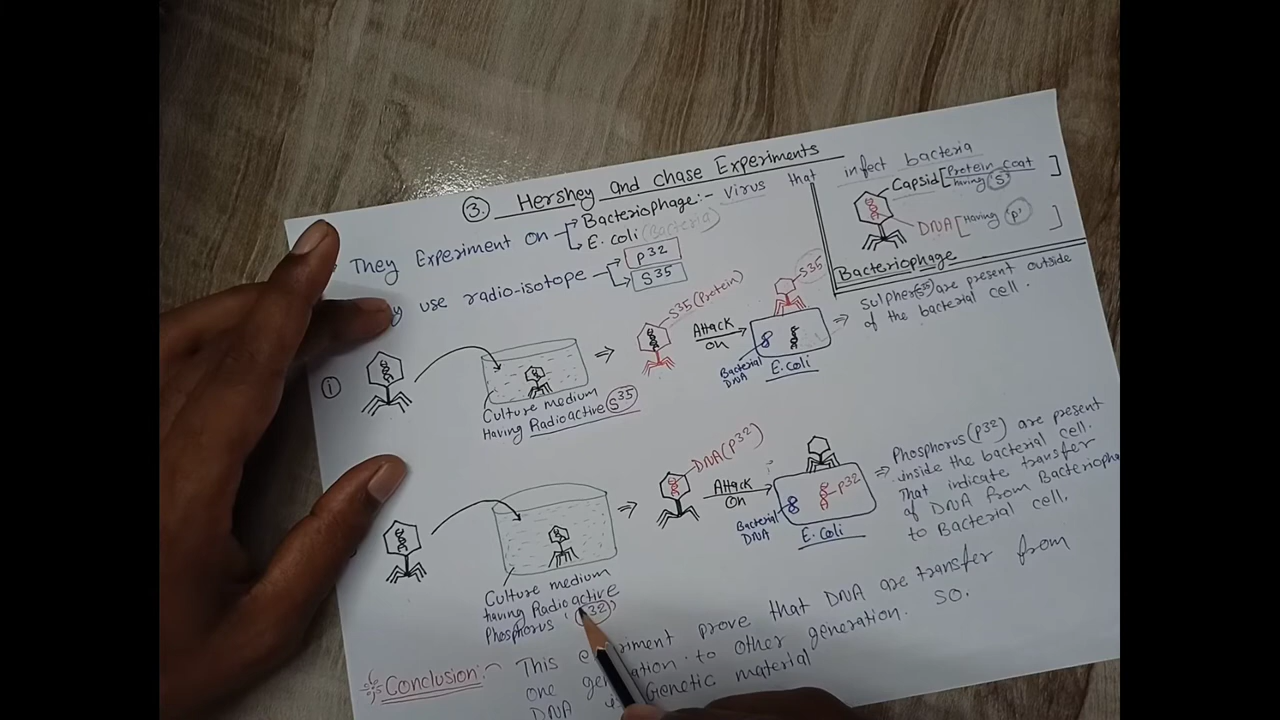 3. Hershey and chase Experiments
They Experiment on Bacteriophage:- virus that infect bacteria
E. coli (Bacteria)
use radio-isotope P32
S35
Capsid [Protein coat
having 'S']
DNA [Having 'P']
Bacteriophage
i
Culture medium
Having Radioactive S35
S35 (Protein)
Attack
on
S35
Bacterial
DNA
E. coli
Sulpher(S35) are present outside
of the bacterial cell.
Culture medium
having Radioactive
Phosphorus (P32)
DNA (P32)
Attack
on
P32
Bacterial
DNA
E. coli
Phosphorus (P32) are present
inside the bacterial cell.
That indicate transfer
of DNA from Bacteriopha
to Bacterial cell.
Conclusion:- This experiment prove that DNA are transfer from
one generation to other generation. So.
DNA is Genetic material